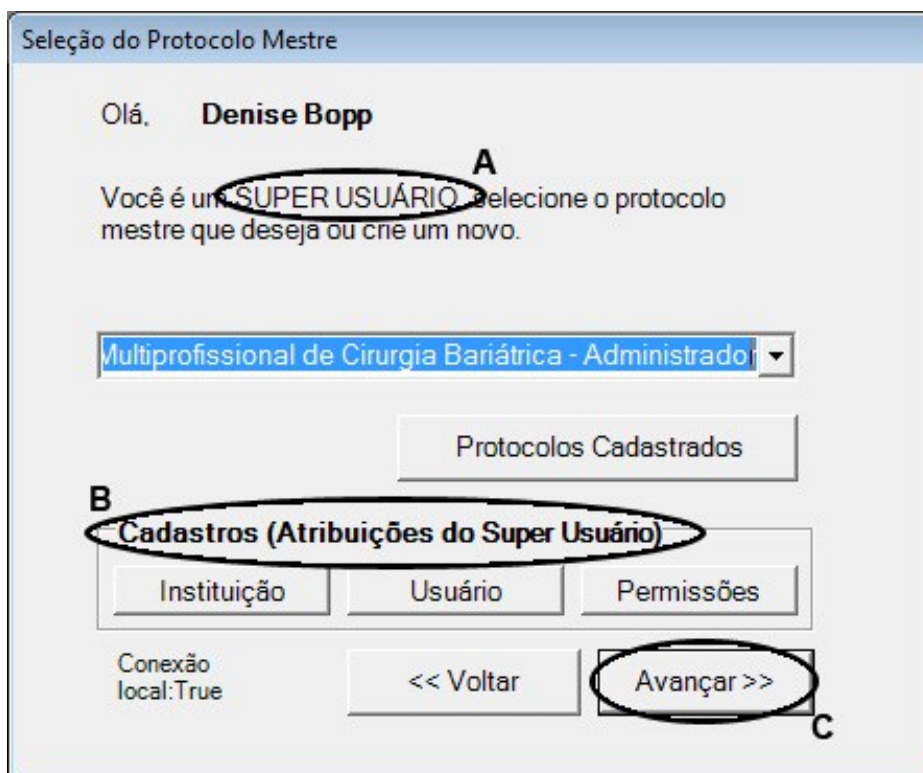 Seleção do Protocolo Mestre
Olá, Denise Bopp
A
Você é um SUPER USUÁRIO, selecione o protocolo
mestre que deseja ou crie um novo.
Multiprofissional de Cirurgia Bariátrica - Administrador
Protocolos Cadastrados
B
Cadastros (Atribuições do Super Usuário)
Instituição Usuário Permissões
Conexão
local:True
<< Voltar Avançar >>
C